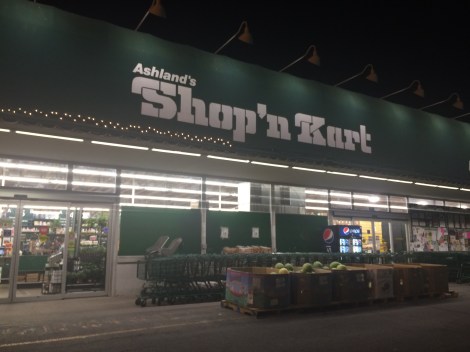 Ashland's
Shop'n Kart
pepsi